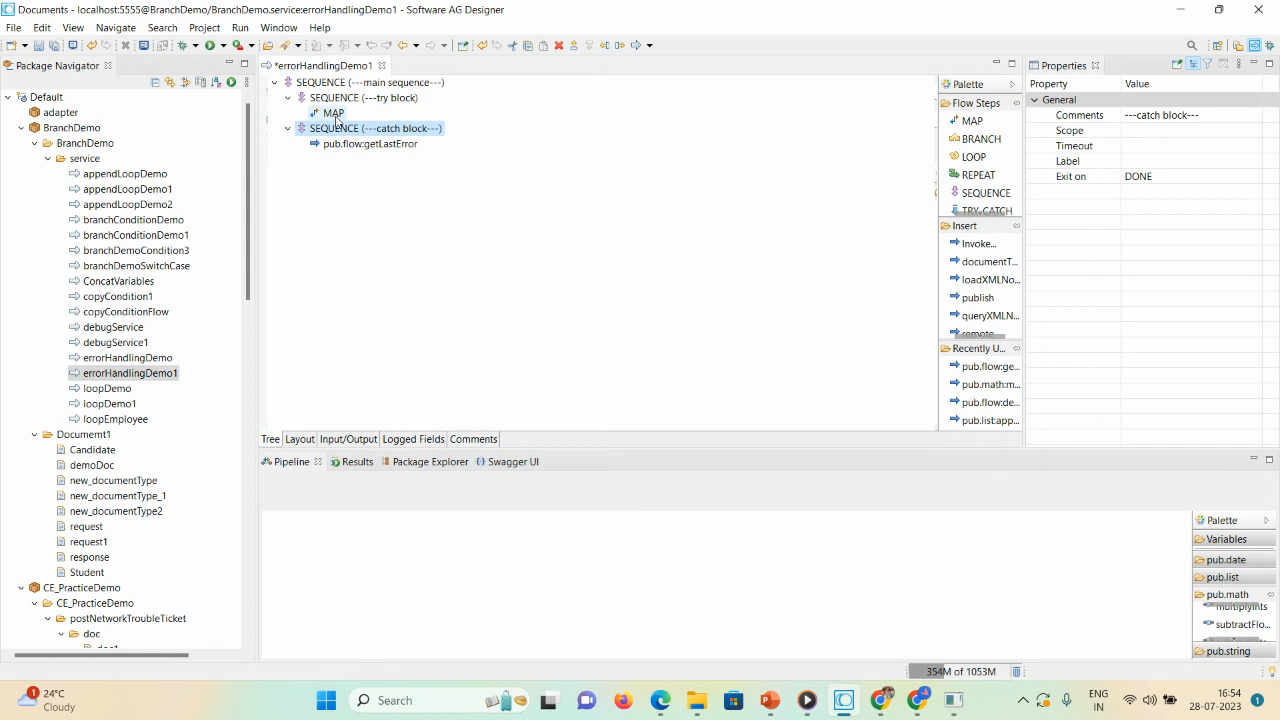 Documents - localhost:5555@BranchDemo/BranchDemo.service:errorHandlingDemo1 - Software AG Designer
File Edit View Navigate Search Project Run Window Help
Package Navigator
Default
adapter
BranchDemo
BranchDemo
service
appendLoopDemo
appendLoopDemo1
appendLoopDemo2
branchConditionDemo
branchConditionDemo1
branchDemoCondition3
branchDemoSwitchCase
ConcatVariables
copyCondition1
copyConditionFlow
debugService
debugService1
errorHandlingDemo
errorHandlingDemo1
loopDemo
loopDemo1
loopEmployee
Documemt1
Candidate
demoDoc
new_documentType
new_documentType_1
new_documentType2
request
request1
response
Student
CE_PracticeDemo
CE_PracticeDemo
postNetworkTroubleTicket
doc
*errorHandlingDemo1
SEQUENCE (---main sequence---)
SEQUENCE (---try block)
MAP
SEQUENCE (---catch block---)
pub.flow:getLastError
Tree Layout Input/Output Logged Fields Comments
Palette
Flow Steps
MAP
BRANCH
LOOP
REPEAT
SEQUENCE
TRY-CATCH
Insert
Invoke...
documentT...
loadXMLNo...
publish
queryXMLN...
remote
Recently U...
pub.flow:ge...
pub.math:m...
pub.flow:de...
pub.list:app...
Properties
Property Value
General
Comments ---catch block---
Scope
Timeout
Label
Exit on DONE
Pipeline Results Package Explorer Swagger UI
Palette
Variables
pub.date
pub.list
pub.math
multiplyInts
subtractFlo...
pub.string
354M of 1053M
1
24°C
Cloudy
Search
ENG
IN
16:54
28-07-2023
1